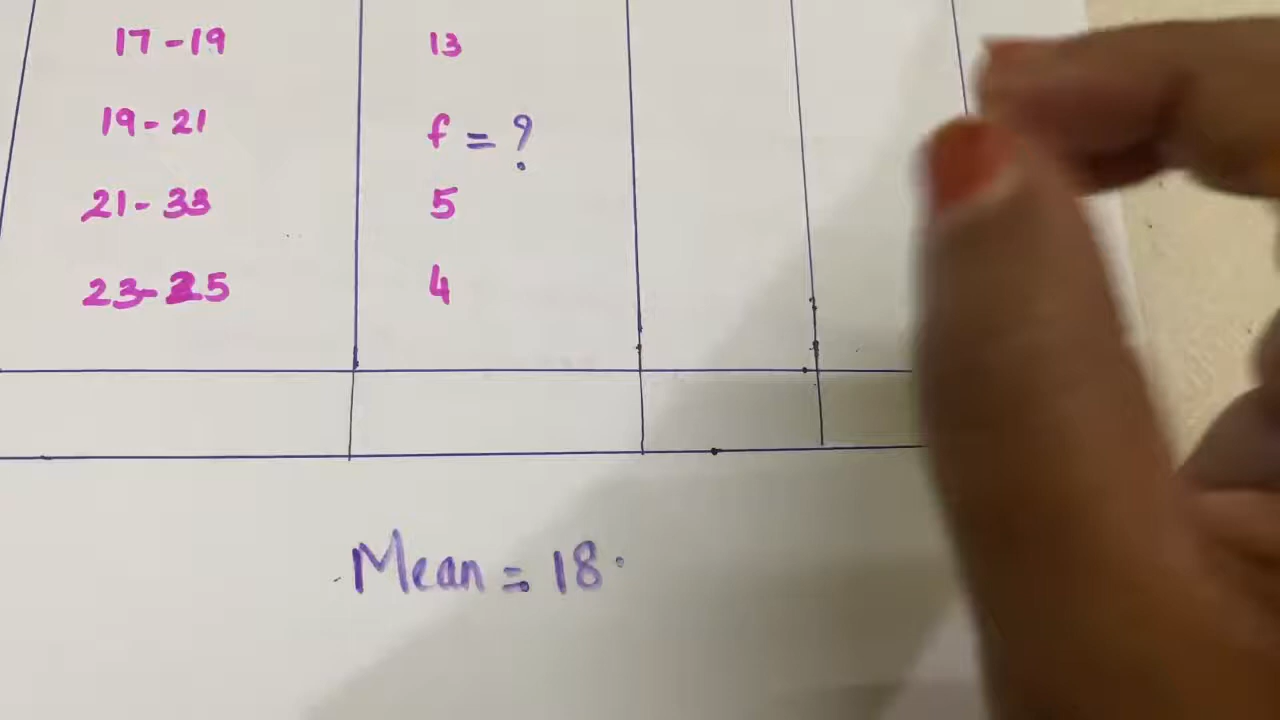 17-19 13
19-21 f = ?
21-33 5
23-25 4
Mean = 18.